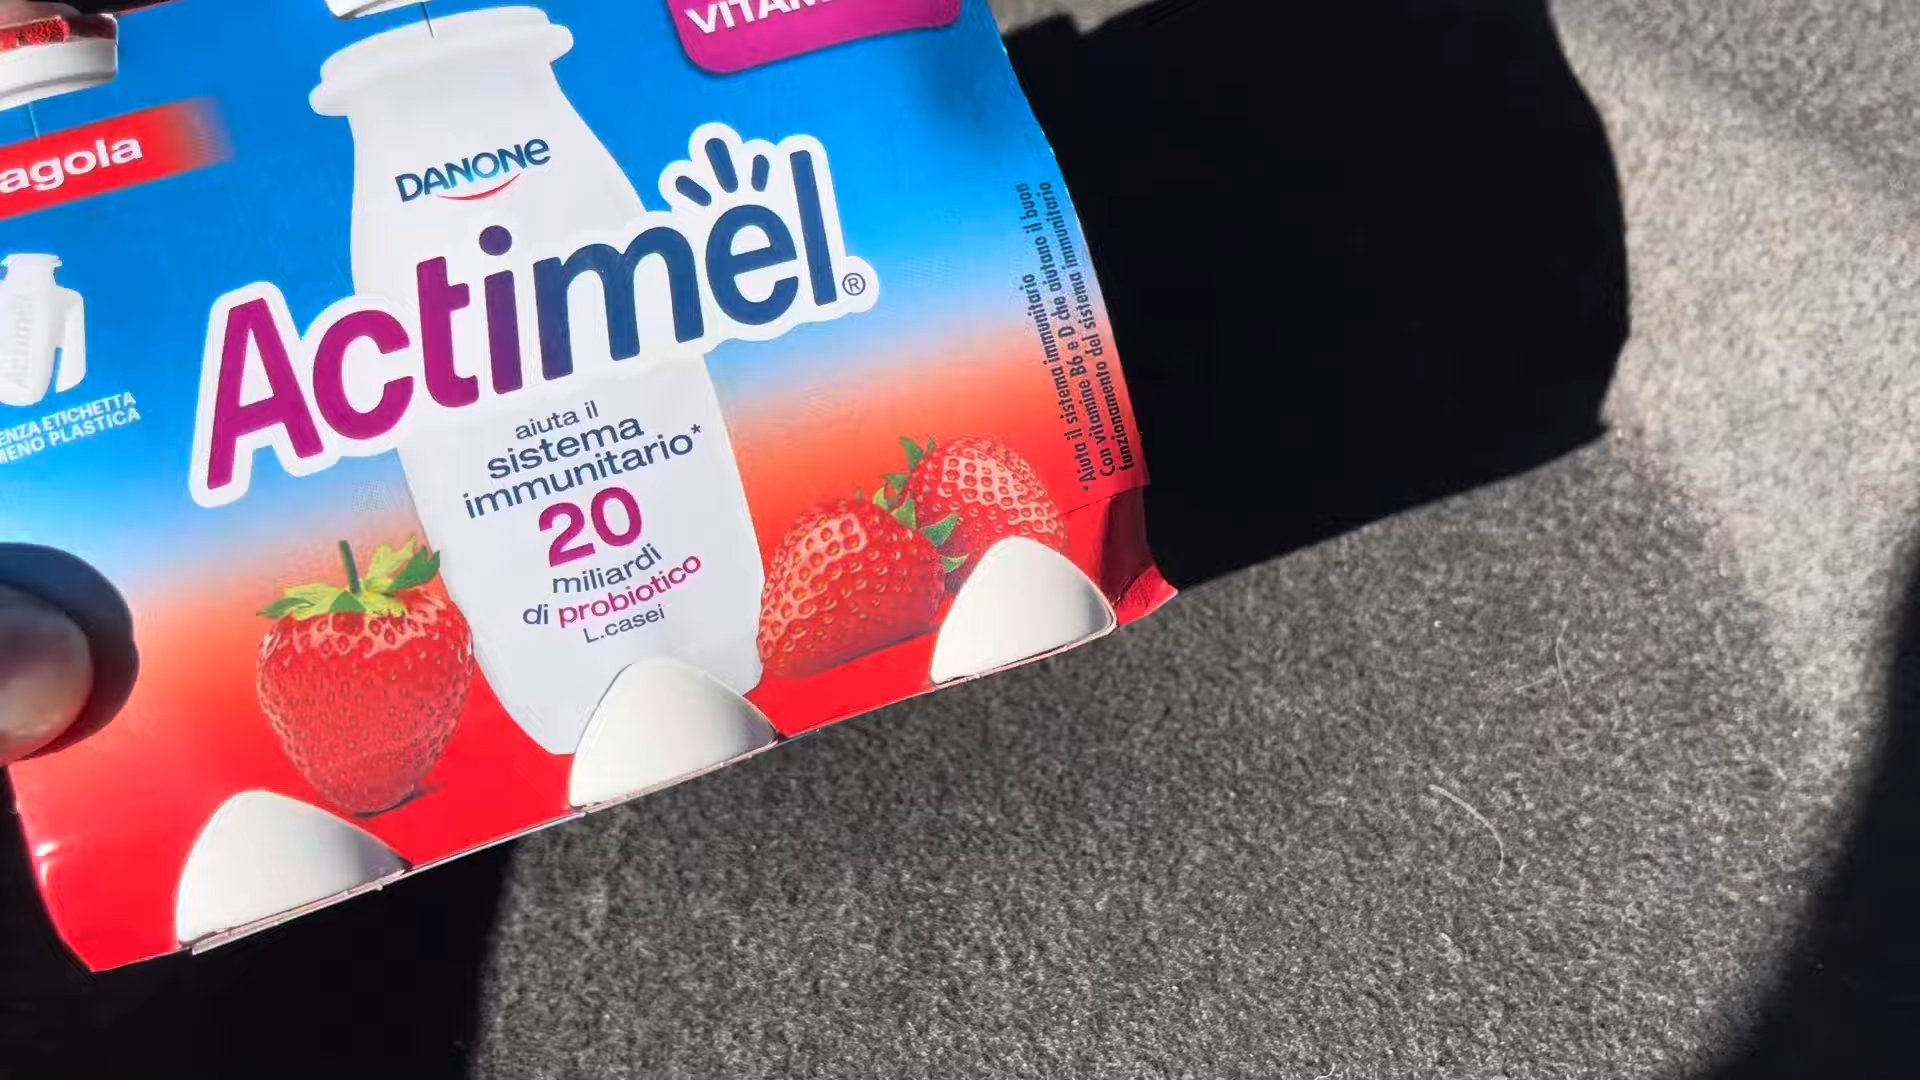 VITAM
agola
DANONE
Actimel®
ENZA ETICHETTA
MENO PLASTICA
aiuta il
sistema
immunitario*
20
miliardi
di probiotico
L.casei
*Aiuta il sistema immunitario
Con vitamine B6 e D che aiutano il buon
funzionamento del sistema immunitario